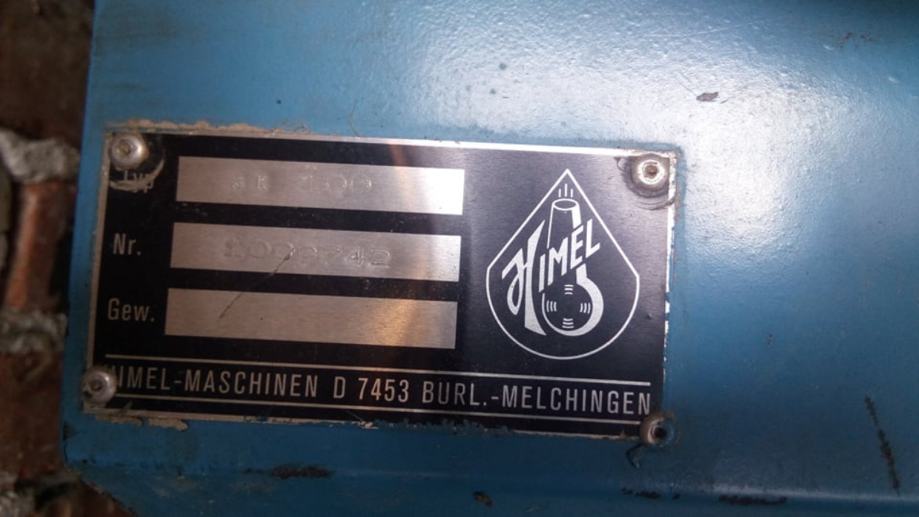 Typ
Nr.
Gew.
HIMEL
HIMEL-MASCHINEN D 7453 BURL.-MELCHINGEN